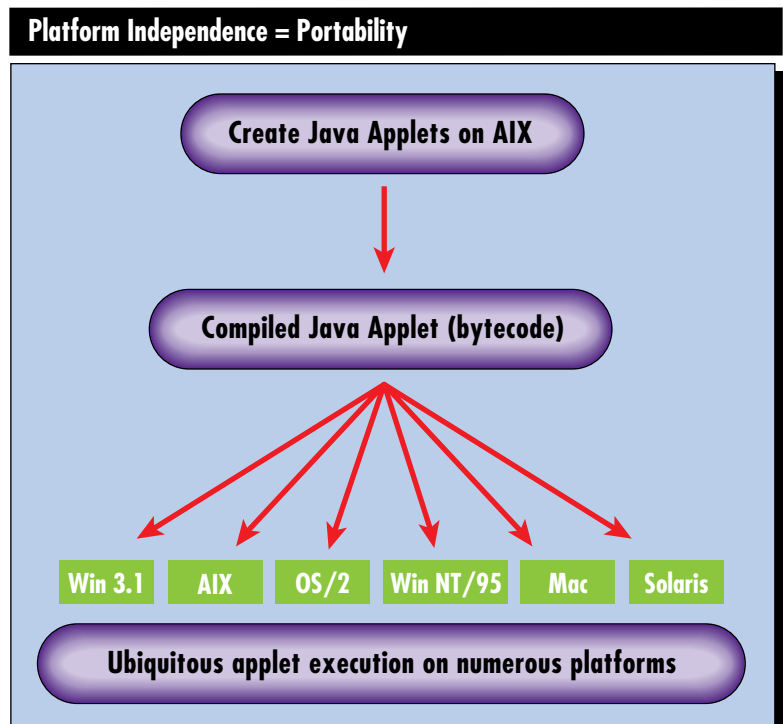 Platform Independence = Portability
Create Java Applets on AIX
Compiled Java Applet (bytecode)
Win 3.1 AIX OS/2 Win NT/95 Mac Solaris
Ubiquitous applet execution on numerous platforms